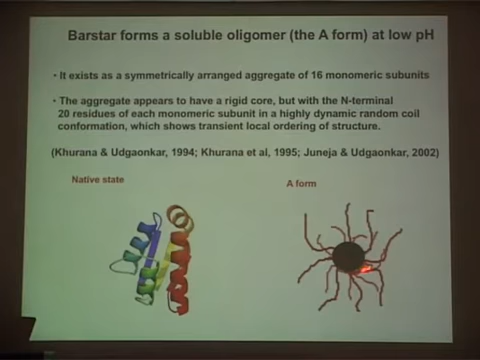 Barstar forms a soluble oligomer (the A form) at low pH
• It exists as a symmetrically arranged aggregate of 16 monomeric subunits
• The aggregate appears to have a rigid core, but with the N-terminal
20 residues of each monomeric subunit in a highly dynamic random coil
conformation, which shows transient local ordering of structure.
(Khurana & Udgaonkar, 1994; Khurana et al, 1995; Juneja & Udgaonkar, 2002)
Native state
A form